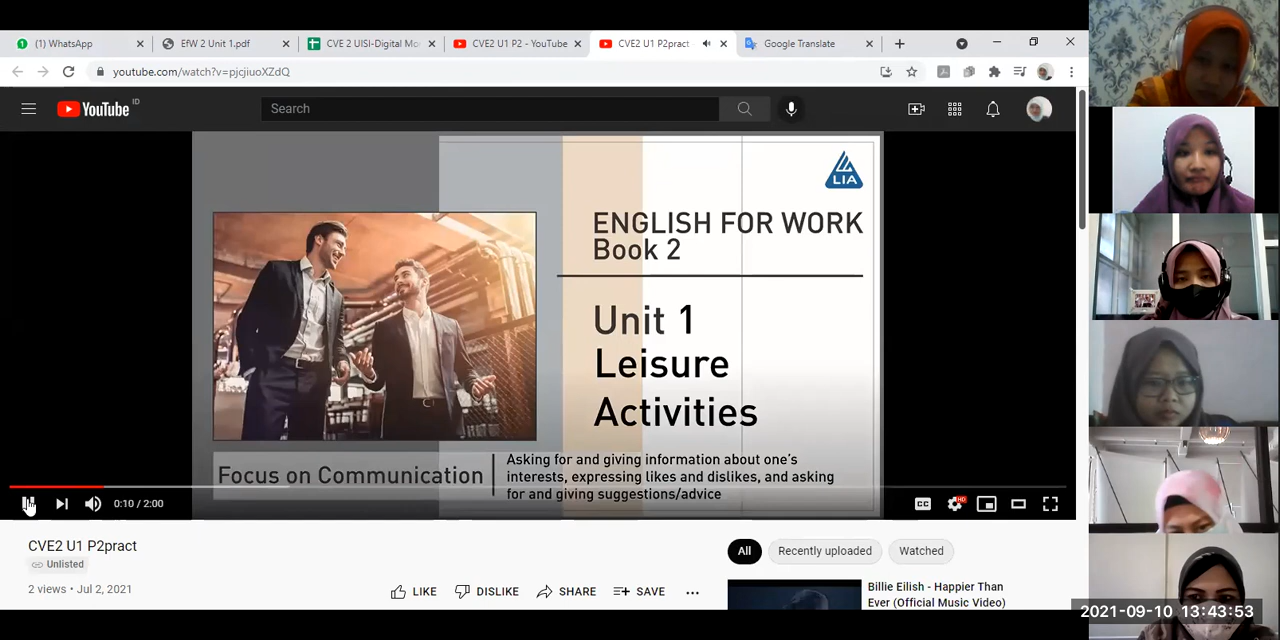 (1) WhatsApp
EfW 2 Unit 1.pdf
CVE 2 UISI-Digital Mo
CVE2 U1 P2 - YouTube
CVE2 U1 P2pract
Google Translate
youtube.com/watch?v=pjcjiuoXZdQ
YouTube ID
Search
LIA
ENGLISH FOR WORK
Book 2
Unit 1
Leisure
Activities
Focus on Communication
Asking for and giving information about one's
interests, expressing likes and dislikes, and asking
for and giving suggestions/advice
0:10 / 2:00
CC
HD
CVE2 U1 P2pract
Unlisted
2 views • Jul 2, 2021
LIKE
DISLIKE
SHARE
SAVE
All
Recently uploaded
Watched
Billie Eilish - Happier Than
Ever (Official Music Video)
2021-09-10 13:43:53